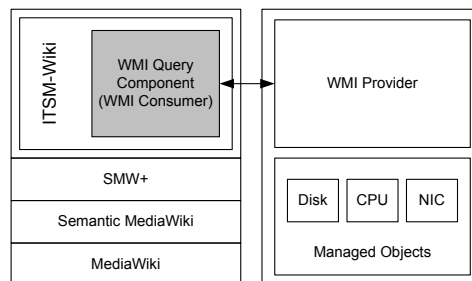 ITSM-Wiki
WMI Query
Component
(WMI Consumer)
SMW+
Semantic MediaWiki
MediaWiki
WMI Provider
Disk
CPU
NIC
Managed Objects